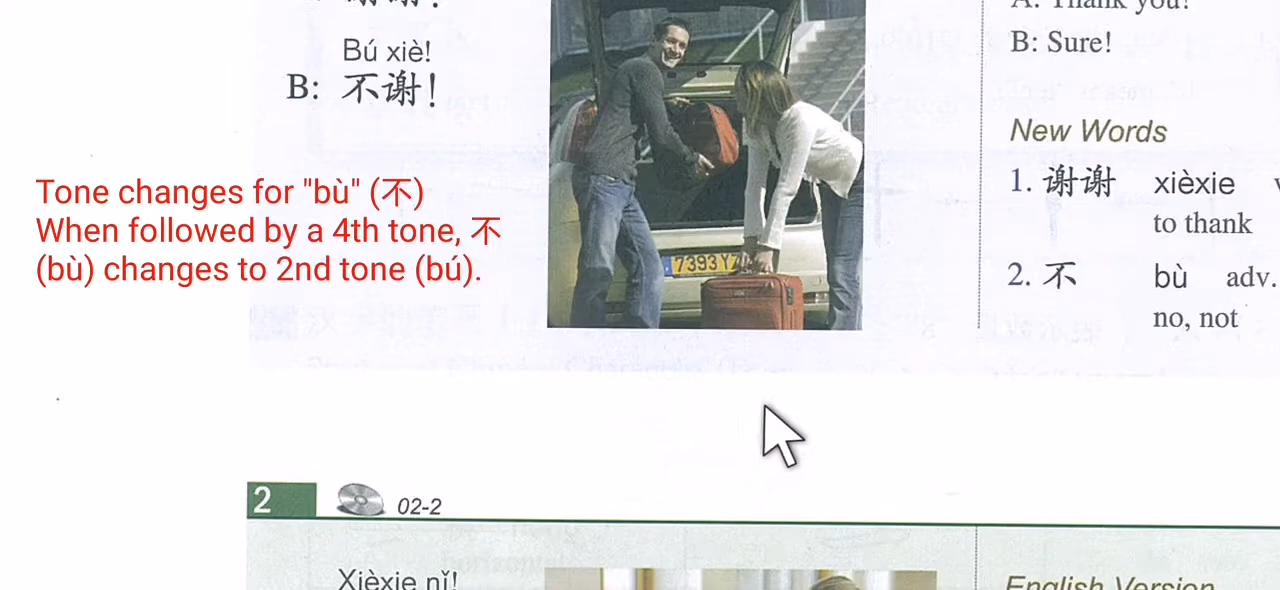 Bú xiè!
B: 不谢!
A: Thank you!
B: Sure!
New Words
1. 谢谢 xièxie
to thank
2. 不 bù adv.
no, not
Tone changes for "bù" (不)
When followed by a 4th tone, 不
(bù) changes to 2nd tone (bú).
7393
2 02-2
Xièxie nǐ!
English Version